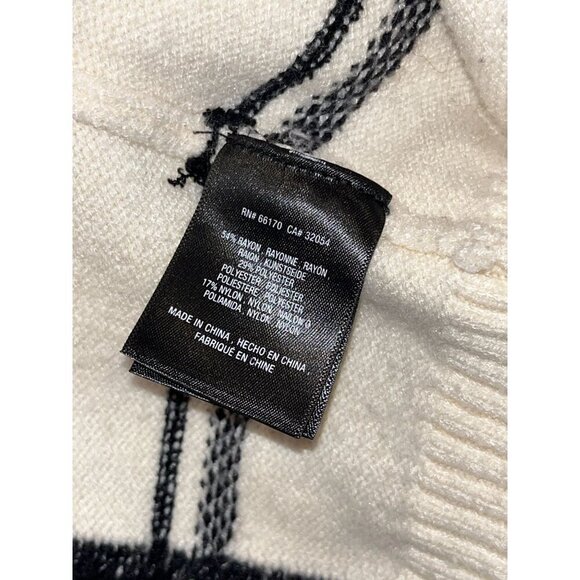 RN# 66170 CA# 32054
54% RAYON, RAYONNE, RAYÓN
RAION, KUNSTSEIDE
29% POLYESTER
POLYESTER, POLIESTER
POLIESTERE, POLYESTER
17% NYLON, NYLON, NAILON O
POLIAMIDA, NYLON, NYLON
MADE IN CHINA, HECHO EN CHINA
FABRIQUÉ EN CHINE